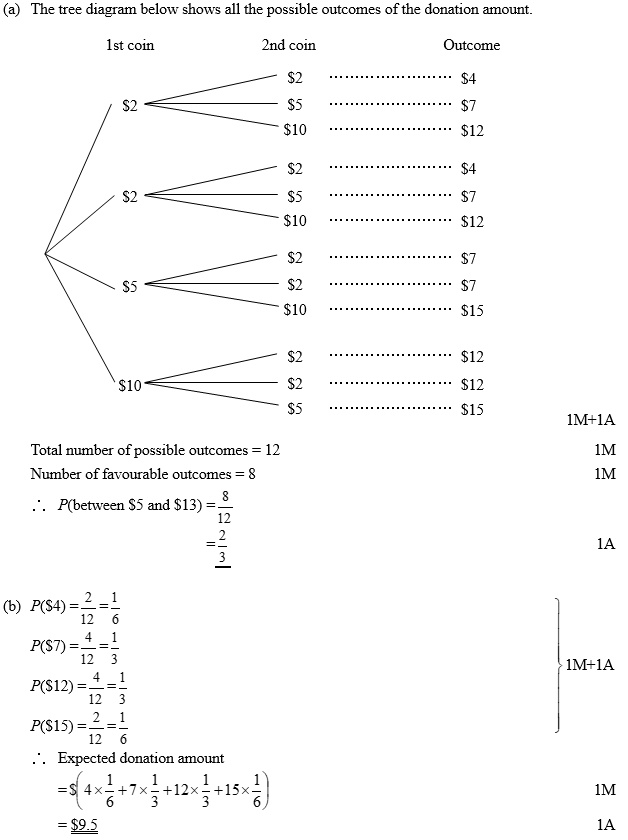 (a) The tree diagram below shows all the possible outcomes of the donation amount.
1st coin 2nd coin Outcome
$2 $4
$2 $5 $7
$10 $12
$2 $4
$2 $5 $7
$10 $12
$2 $7
$5 $2 $7
$10 $15
$2 $12
$10 $2 $12
$5 $15
1M+1A
Total number of possible outcomes = 12 1M
Number of favourable outcomes = 8 1M
∴ P(between $5 and $13) = 8/12
= 2/3 1A
(b) P($4) = 2/12 = 1/6
P($7) = 4/12 = 1/3
1M+1A
P($12) = 4/12 = 1/3
P($15) = 2/12 = 1/6
∴ Expected donation amount
= $(4 × 1/6 + 7 × 1/3 + 12 × 1/3 + 15 × 1/6) 1M
= $9.5 1A